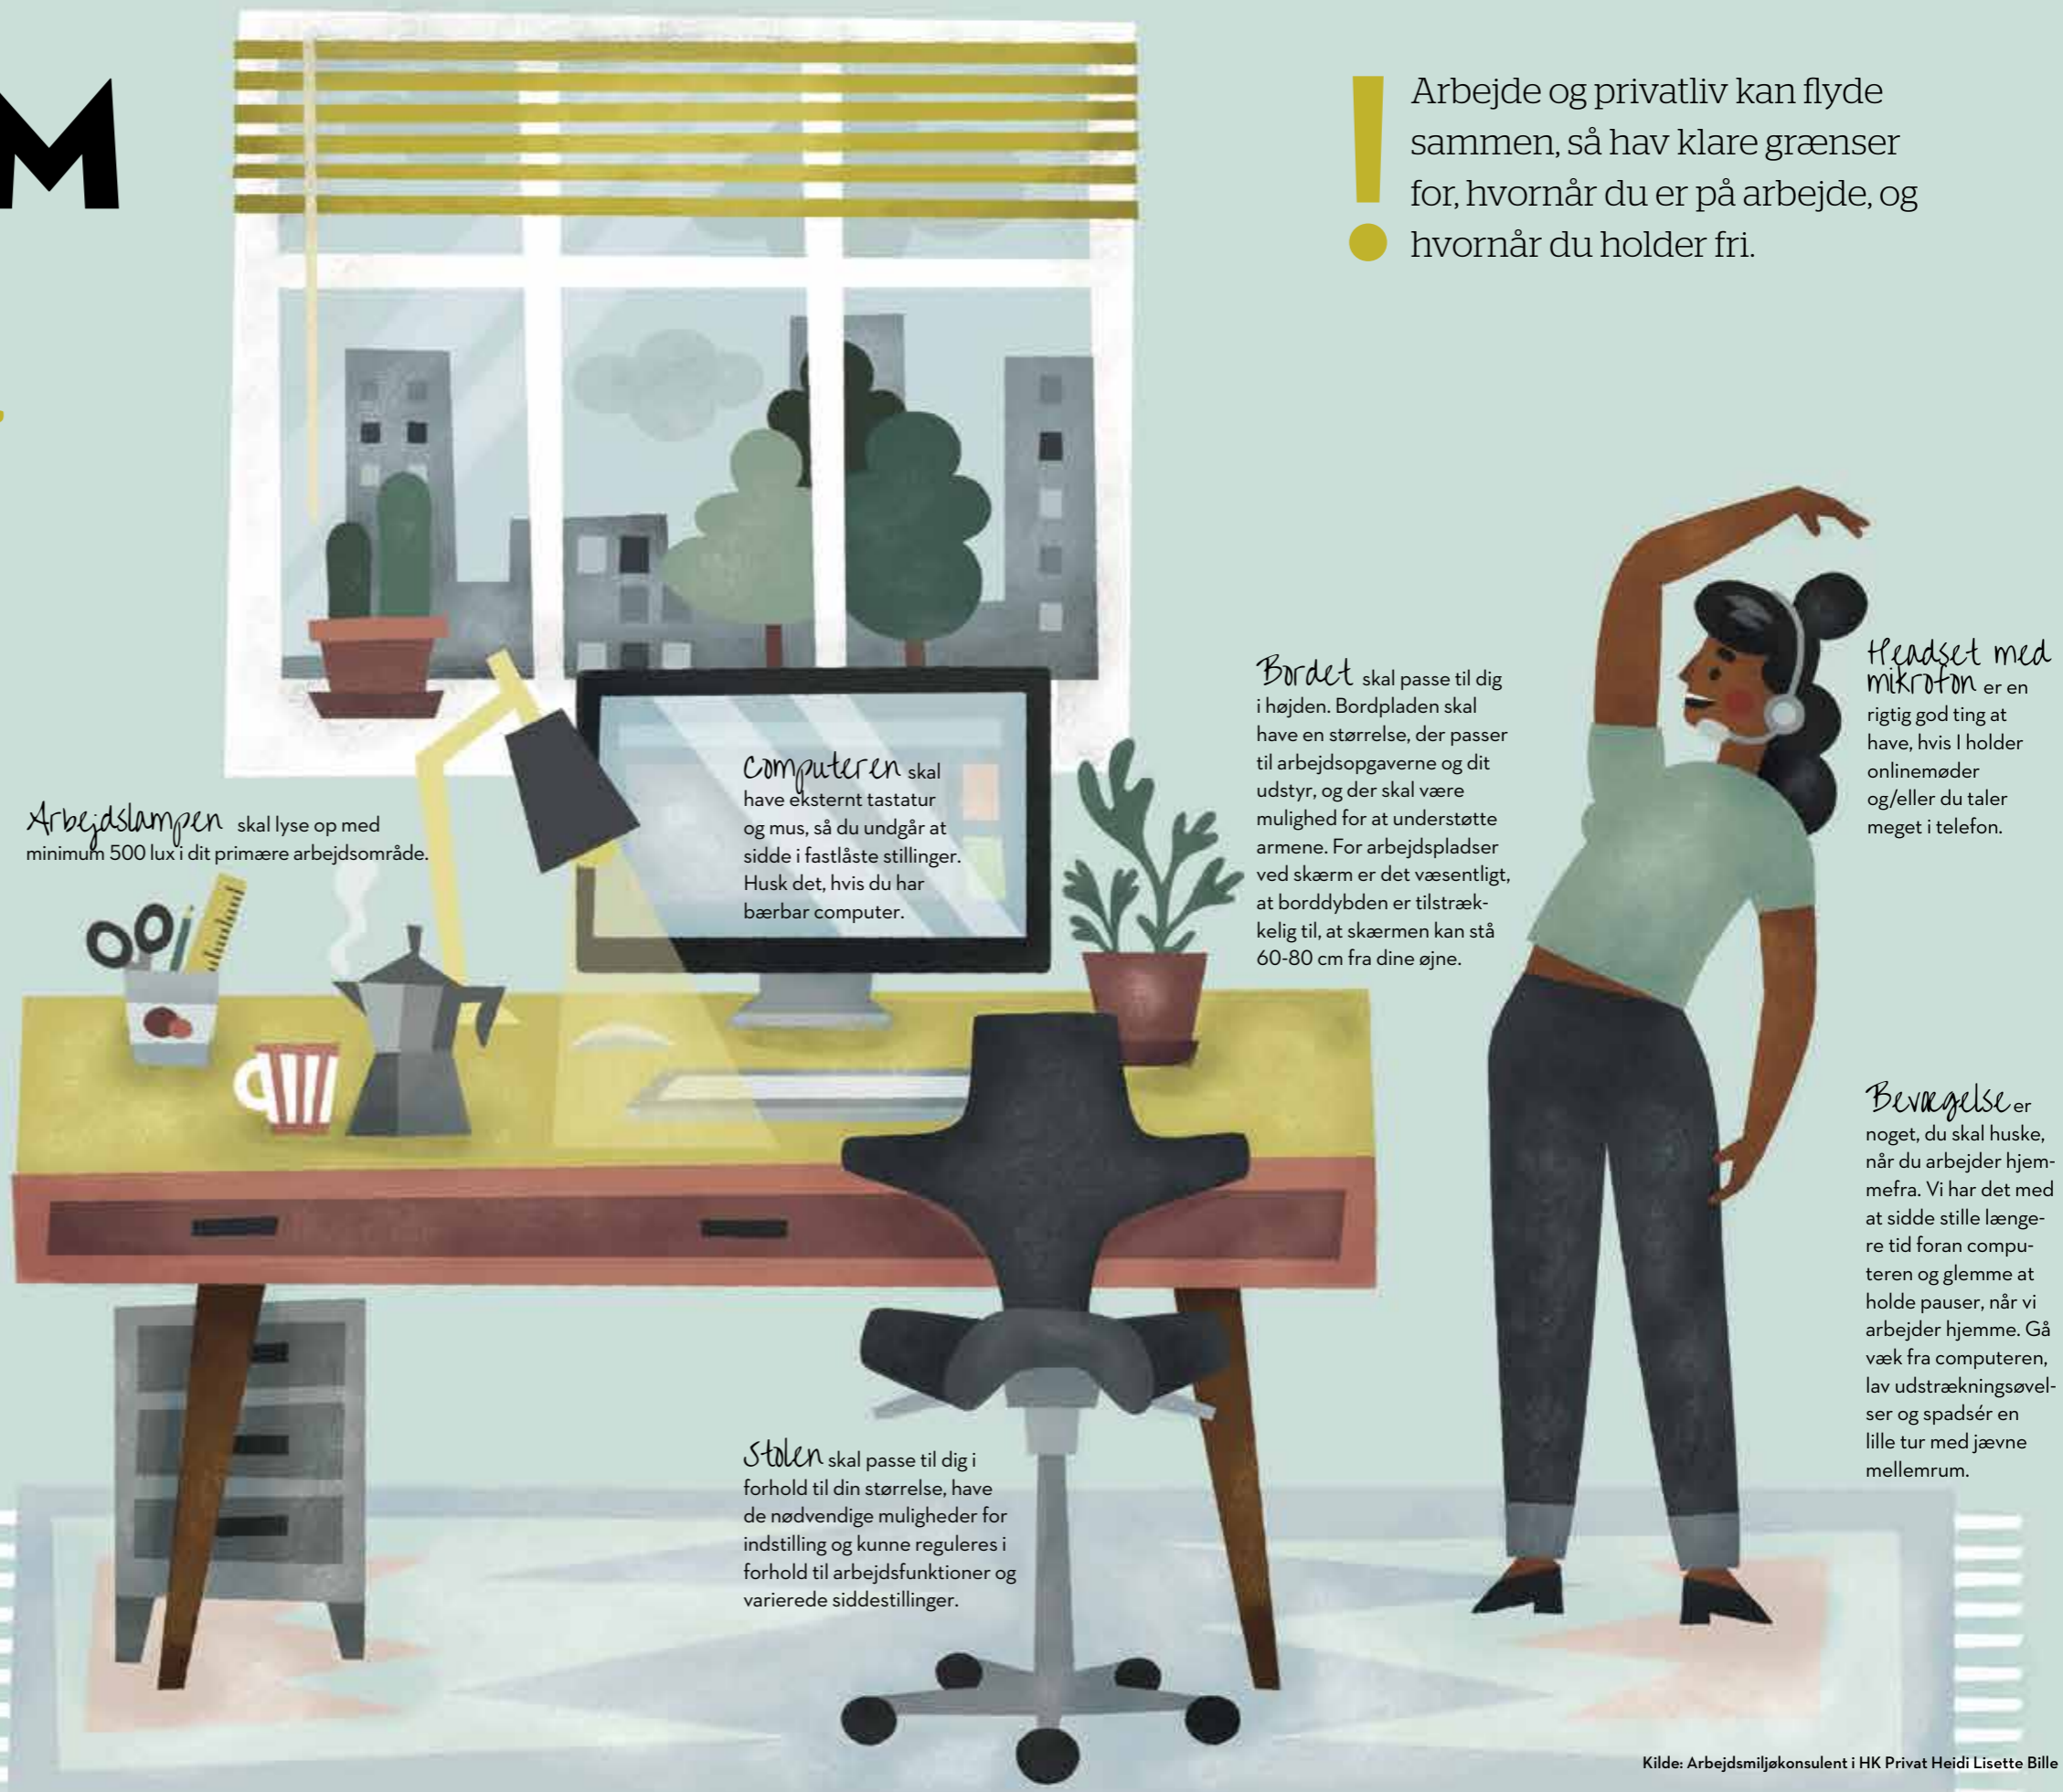 M
! Arbejde og privatliv kan flyde
sammen, så hav klare grænser
for, hvornår du er på arbejde, og
hvornår du holder fri.
Arbejdslampen skal lyse op med
minimum 500 lux i dit primære arbejdsområde.
Computeren skal
have eksternt tastatur
og mus, så du undgår at
sidde i fastlåste stillinger.
Husk det, hvis du har
bærbar computer.
Bordet skal passe til dig
i højden. Bordpladen skal
have en størrelse, der passer
til arbejdsopgaverne og dit
udstyr, og der skal være
mulighed for at understøtte
armene. For arbejdspladser
ved skærm er det væsentligt,
at borddybden er tilstræk-
kelig til, at skærmen kan stå
60-80 cm fra dine øjne.
Headset med
mikrofon er en
rigtig god ting at
have, hvis I holder
onlinemøder
og/eller du taler
meget i telefon.
Bevægelse er
noget, du skal huske,
når du arbejder hjem-
mefra. Vi har det med
at sidde stille længe-
re tid foran compu-
teren og glemme at
holde pauser, når vi
arbejder hjemme. Gå
væk fra computeren,
lav udstrækningsøvel-
ser og spadsér en
lille tur med jævne
mellemrum.
Stolen skal passe til dig i
forhold til din størrelse, have
de nødvendige muligheder for
indstilling og kunne reguleres i
forhold til arbejdsfunktioner og
varierede siddestillinger.
Kilde: Arbejdsmiljøkonsulent i HK Privat Heidi Lisette Bille